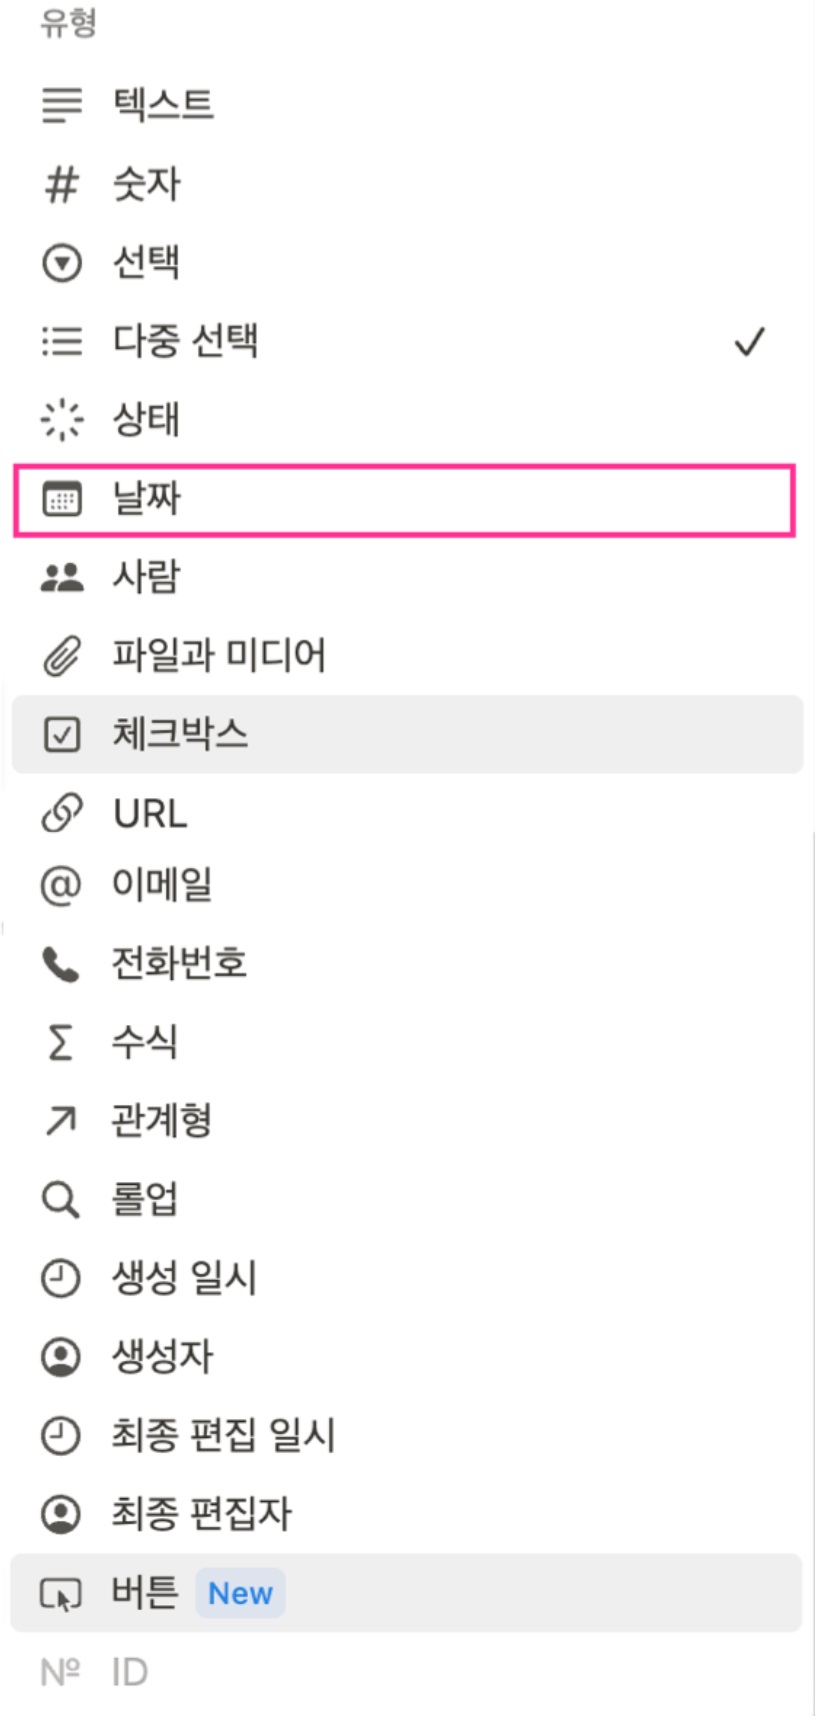 유형
텍스트
숫자
선택
다중 선택
상태
날짜
사람
파일과 미디어
체크박스
URL
이메일
전화번호
수식
관계형
롤업
생성 일시
생성자
최종 편집 일시
최종 편집자
버튼 New
Nº ID